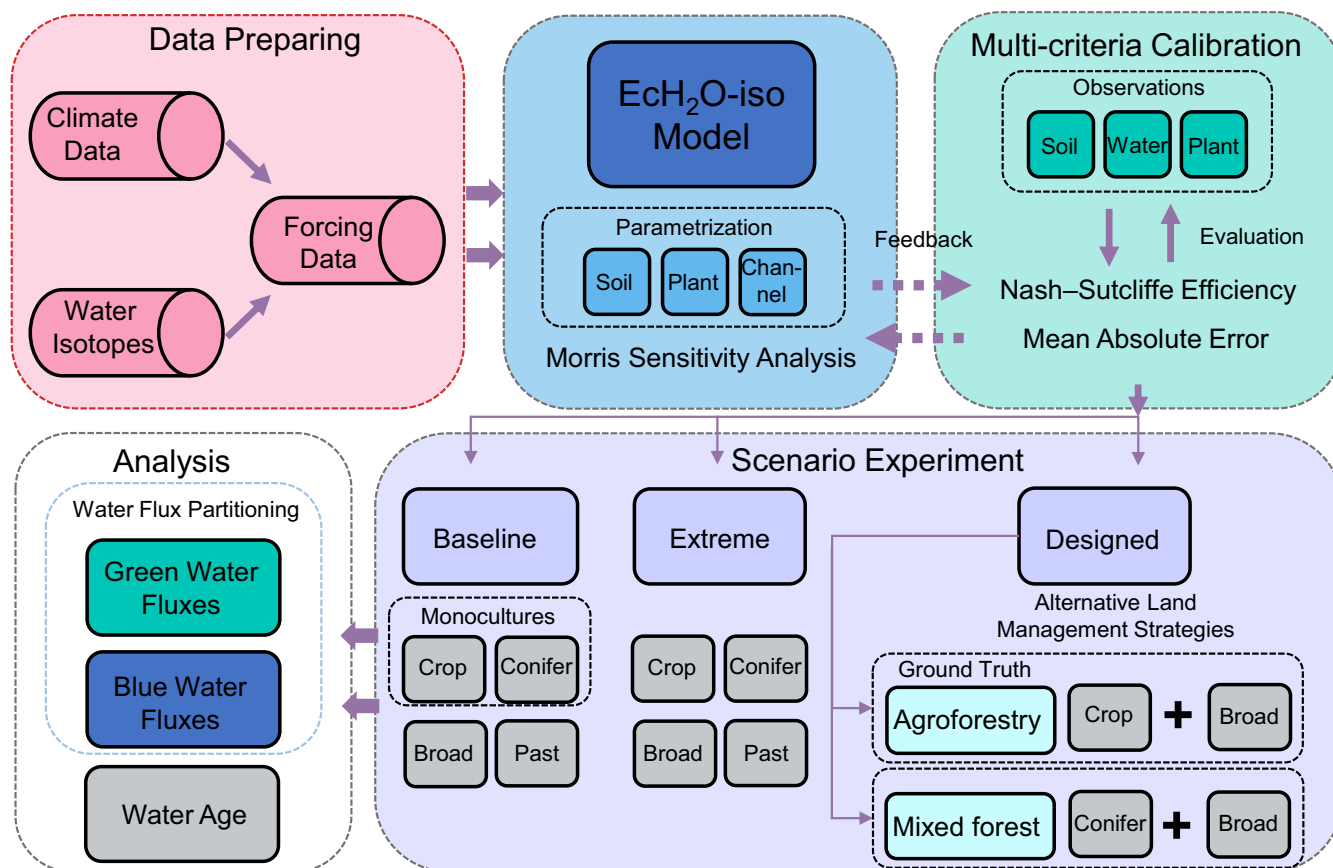 Data Preparing
Climate
Data
Water
Isotopes
Forcing
Data
EcH₂O-iso
Model
Parametrization
Soil
Plant
Chan-
nel
Morris Sensitivity Analysis
Feedback
Multi-criteria Calibration
Observations
Soil
Water
Plant
Evaluation
Nash–Sutcliffe Efficiency
Mean Absolute Error
Analysis
Water Flux Partitioning
Green Water
Fluxes
Blue Water
Fluxes
Water Age
Scenario Experiment
Baseline
Monocultures
Crop
Conifer
Broad
Past
Extreme
Crop
Conifer
Broad
Past
Designed
Alternative Land
Management Strategies
Ground Truth
Agroforestry
Crop
+
Broad
Mixed forest
Conifer
+
Broad